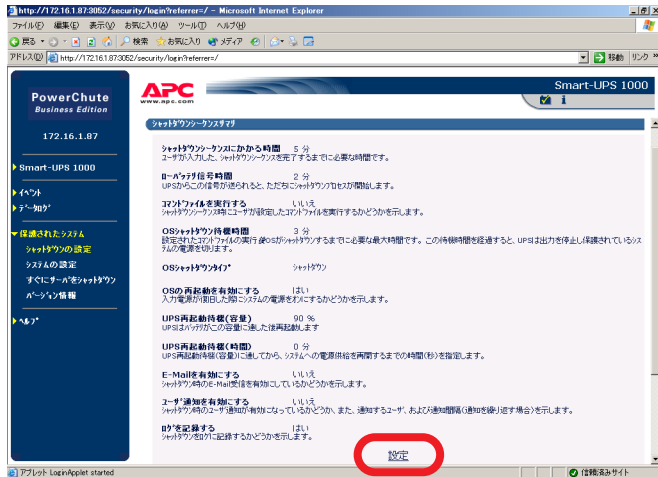 http://172.16.1.87:3052/security/login?referrer=/ - Microsoft Internet Explorer
ファイル(F) 編集(E) 表示(V) お気に入り(A) ツール(T) ヘルプ(H)
戻る 検索 お気に入り メディア
アドレス(D) http://172.16.1.87:3052/security/login?referrer=/ 移動 リンク »
PowerChute
Business Edition
172.16.1.87
Smart-UPS 1000
ｲﾍﾞﾝﾄ
ﾃﾞｰﾀﾛｸﾞ
保護されたｼｽﾃﾑ
ｼｬｯﾄﾀﾞｳﾝの設定
ｼｽﾃﾑの設定
すぐにｻｰﾊﾞをｼｬｯﾄﾀﾞｳﾝ
ﾊﾞｰｼﾞｮﾝ情報
ﾍﾙﾌﾟ
APC
www.apc.com
Smart-UPS 1000
i
ｼｬｯﾄﾀﾞｳﾝｼｰｹﾝｽｻﾏﾘ
ｼｬｯﾄﾀﾞｳﾝｼｰｹﾝｽにかかる時間 5 分
ﾕｰｻﾞが入力した、ｼｬｯﾄﾀﾞｳﾝｼｰｹﾝｽを完了するまでに必要な時間です。
ﾛｰﾊﾞｯﾃﾘ信号時間 2 分
UPSからこの信号が送られると、ただちにｼｬｯﾄﾀﾞｳﾝﾌﾟﾛｾｽが開始します。
ｺﾏﾝﾄﾞﾌｧｲﾙを実行する いいえ
ｼｬｯﾄﾀﾞｳﾝｼｰｹﾝｽ時にﾕｰｻﾞが設定したｺﾏﾝﾄﾞﾌｧｲﾙを実行するかどうかを示します。
OSｼｬｯﾄﾀﾞｳﾝ待機時間 3 分
設定されたｺﾏﾝﾄﾞﾌｧｲﾙの実行後OSがｼｬｯﾄﾀﾞｳﾝするまでに必要な最大時間です。この待機時間を経過すると、UPSは出力を停止し保護しているｼｽ
ﾃﾑの電源を切ります。
OSｼｬｯﾄﾀﾞｳﾝﾀｲﾌﾟ ｼｬｯﾄﾀﾞｳﾝ
OSの再起動を有効にする はい
入力電源が復旧した際にｼｽﾃﾑの電源をｵﾝにするかどうかを示します。
UPS再起動待機(容量) 90 %
UPSはﾊﾞｯﾃﾘがこの容量に達した後再起動します
UPS再起動待機(時間) 0 分
UPS再起動待機(容量)に達してから、ｼｽﾃﾑへの電源供給を再開するまでの時間(秒)を指定します。
E-Mailを有効にする いいえ
ｼｬｯﾄﾀﾞｳﾝ時のE-Mail受信を有効にしているかどうかを示します。
ﾕｰｻﾞ通知を有効にする いいえ
ｼｬｯﾄﾀﾞｳﾝ時のﾕｰｻﾞ通知が有効になっているかどうか、また、通知するﾕｰｻﾞ、および通知間隔(通知を繰り返す場合)を示します。
ﾛｸﾞを記録する はい
ｼｬｯﾄﾀﾞｳﾝをﾛｸﾞに記録するかどうかを示します。
設定
アプレット LoginApplet started 信頼済みサイト